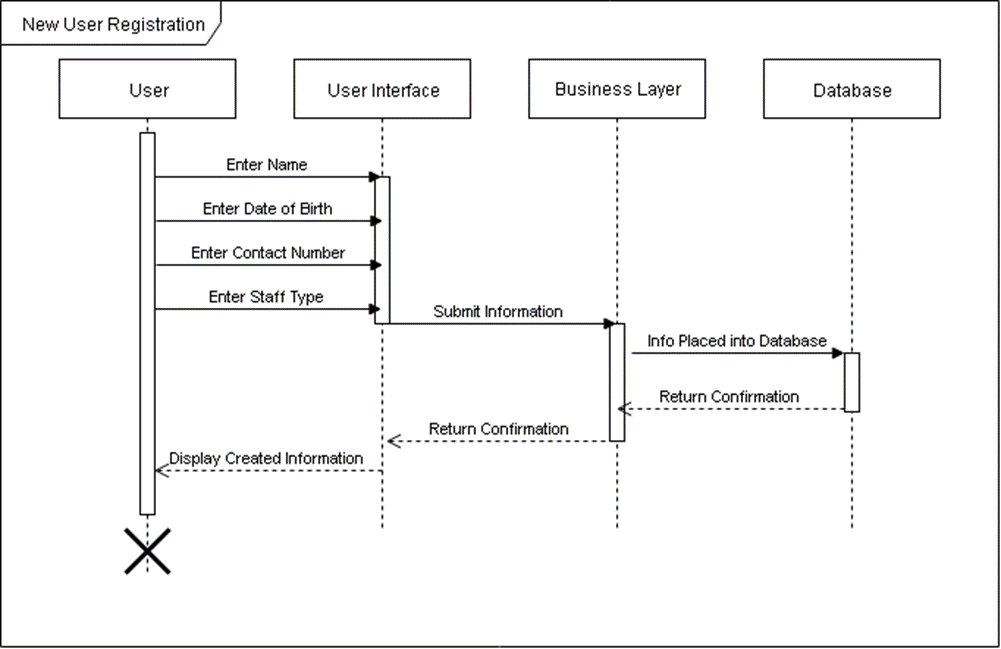 New User Registration
User
User Interface
Business Layer
Database
Enter Name
Enter Date of Birth
Enter Contact Number
Enter Staff Type
Submit Information
Info Placed into Database
Return Confirmation
Return Confirmation
Display Created Information